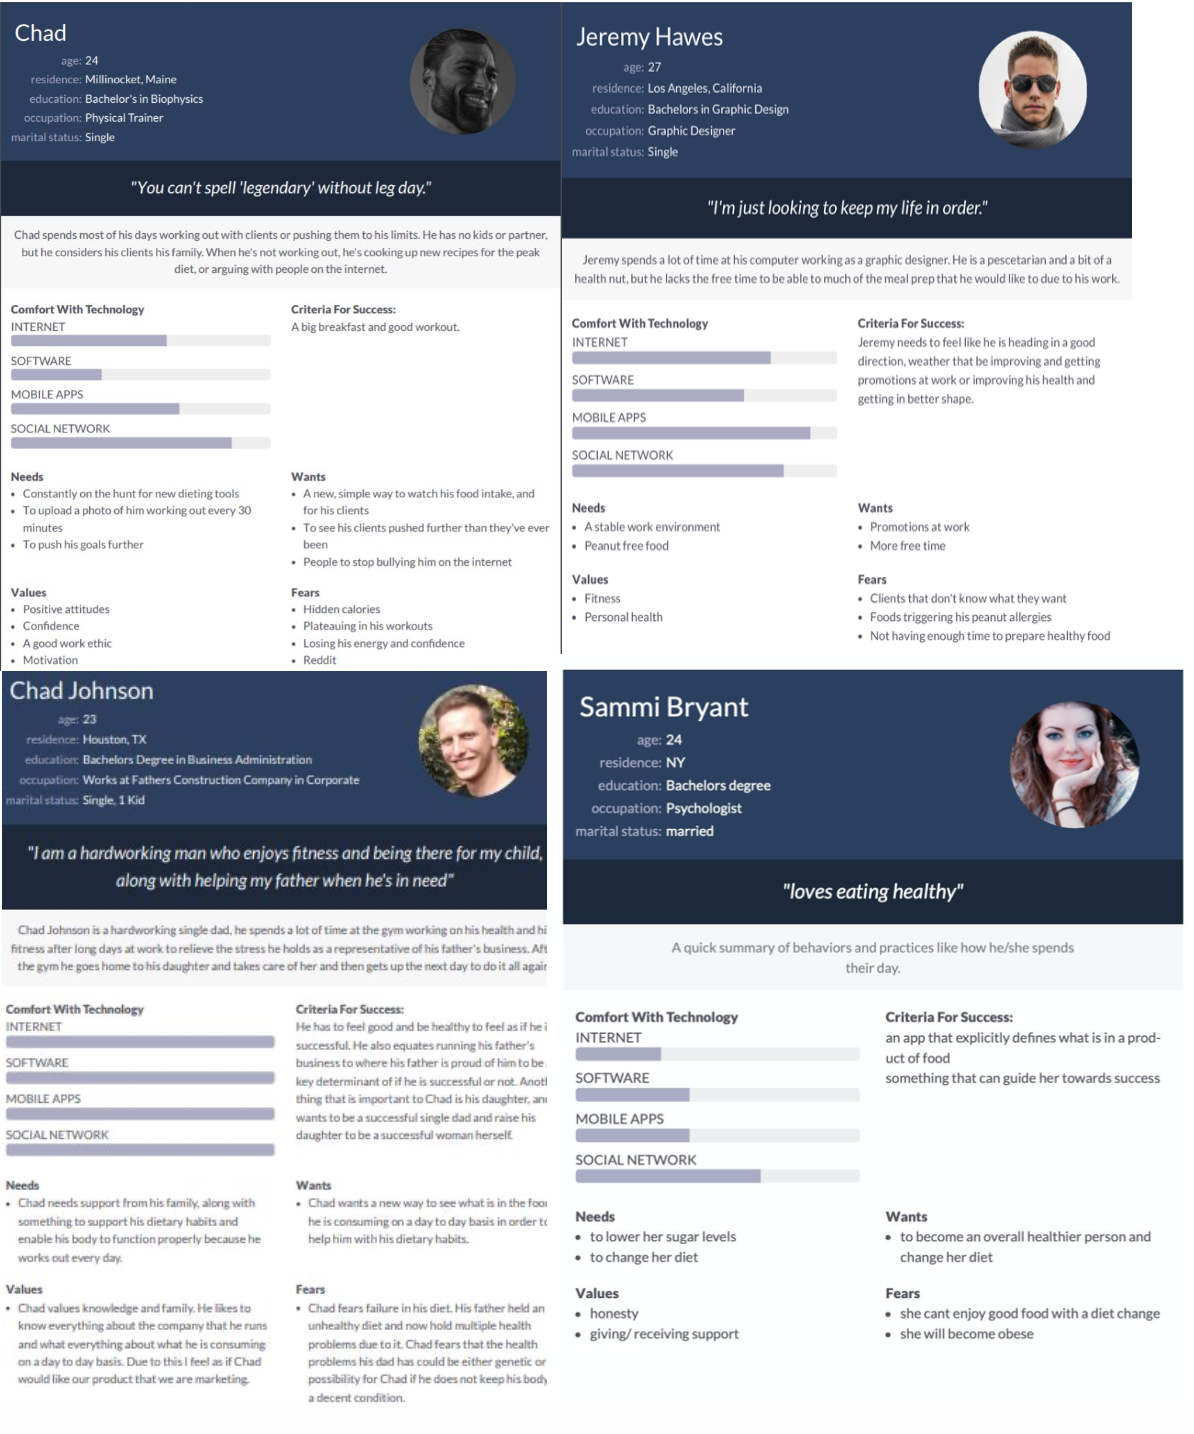 Chad
age: 24
residence: Millinocket, Maine
education: Bachelor's in Biophysics
occupation: Physical Trainer
marital status: Single
"You can't spell 'legendary' without leg day."
Chad spends most of his days working out with clients or pushing them to his limits. He has no kids or partner,
but he considers his clients his family. When he's not working out, he's cooking up new recipes for the peak
diet, or arguing with people on the internet.
Comfort With Technology
INTERNET
SOFTWARE
MOBILE APPS
SOCIAL NETWORK
Criteria For Success:
A big breakfast and good workout.
Needs
• Constantly on the hunt for new dieting tools
• To upload a photo of him working out every 30
minutes
• To push his goals further
Wants
• A new, simple way to watch his food intake, and
for his clients
• To see his clients pushed further than they've ever
been
• People to stop bullying him on the internet
Values
• Positive attitudes
• Confidence
• A good work ethic
• Motivation
Fears
• Hidden calories
• Plateauing in his workouts
• Losing his energy and confidence
• Reddit
Jeremy Hawes
age: 27
residence: Los Angeles, California
education: Bachelors in Graphic Design
occupation: Graphic Designer
marital status: Single
"I'm just looking to keep my life in order."
Jeremy spends a lot of time at his computer working as a graphic designer. He is a pescetarian and a bit of a
health nut, but he lacks the free time to be able to much of the meal prep that he would like to due to his work.
Comfort With Technology
INTERNET
SOFTWARE
MOBILE APPS
SOCIAL NETWORK
Criteria For Success:
Jeremy needs to feel like he is heading in a good
direction, weather that be improving and getting
promotions at work or improving his health and
getting in better shape.
Needs
• A stable work environment
• Peanut free food
Wants
• Promotions at work
• More free time
Values
• Fitness
• Personal health
Fears
• Clients that don't know what they want
• Foods triggering his peanut allergies
• Not having enough time to prepare healthy food
Chad Johnson
age: 23
residence: Houston, TX
education: Bachelors Degree in Business Administration
occupation: Works at Fathers Construction Company in Corporate
marital status: Single, 1 Kid
"I am a hardworking man who enjoys fitness and being there for my child,
along with helping my father when he's in need"
Chad Johnson is a hardworking single dad, he spends a lot of time at the gym working on his health and hi
fitness after long days at work to relieve the stress he holds as a representative of his father's business. Aft
the gym he goes home to his daughter and takes care of her and then gets up the next day to do it all again
Comfort With Technology
INTERNET
SOFTWARE
MOBILE APPS
SOCIAL NETWORK
Criteria For Success:
He has to feel good and be healthy to feel as if he i
successful. He also equates running his father's
business to where his father is proud of him to be
key determinant of if he is successful or not. Anoth
thing that is important to Chad is his daughter, and
wants to be a successful single dad and raise his
daughter to be a successful woman herself.
Needs
• Chad needs support from his family, along with
something to support his dietary habits and
enable his body to function properly because he
works out every day.
Wants
• Chad wants a new way to see what is in the food
he is consuming on a day to day basis in order to
help him with his dietary habits.
Values
• Chad values knowledge and family. He likes to
know everything about the company that he runs
and what everything about what he is consuming
on a day to day basis. Due to this I feel as if Chad
would like our product that we are marketing.
Fears
• Chad fears failure in his diet. His father held an
unhealthy diet and now hold multiple health
problems due to it. Chad fears that the health
problems his dad has could be either genetic or
possibility for Chad if he does not keep his body
a decent condition.
Sammi Bryant
age: 24
residence: NY
education: Bachelors degree
occupation: Psychologist
marital status: married
"loves eating healthy"
A quick summary of behaviors and practices like how he/she spends
their day.
Comfort With Technology
INTERNET
SOFTWARE
MOBILE APPS
SOCIAL NETWORK
Criteria For Success:
an app that explicitly defines what is in a prod-
uct of food
something that can guide her towards success
Needs
• to lower her sugar levels
• to change her diet
Wants
• to become an overall healthier person and
change her diet
Values
• honesty
• giving/ receiving support
Fears
• she cant enjoy good food with a diet change
• she will become obese